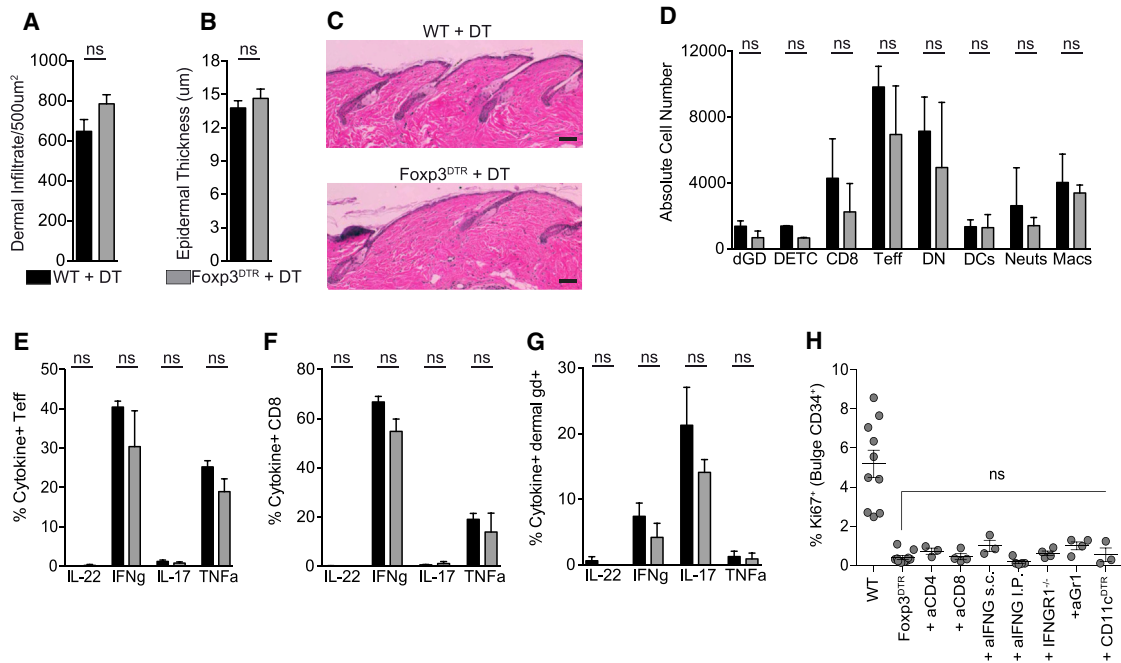 A
ns
Dermal Infiltrate/500um²
1000
800
600
400
200
0
B
ns
Epidermal Thickness (um)
18
15
12
9
6
3
0
WT + DT
Foxp3ᴰᵀᴿ + DT
C
WT + DT
Foxp3ᴰᵀᴿ + DT
D
ns ns ns ns ns ns ns ns
Absolute Cell Number
12000
8000
4000
0
dGD DETC CD8 Teff DN DCs Neuts Macs
E
ns ns ns ns
% Cytokine+ Teff
50
40
30
20
10
0
IL-22 IFNg IL-17 TNFa
F
ns ns ns ns
% Cytokine+ CD8
80
60
40
20
0
IL-22 IFNg IL-17 TNFa
G
ns ns ns ns
% Cytokine+ dermal gd+
30
20
10
0
IL-22 IFNg IL-17 TNFa
H
% Ki67⁺ (Bulge CD34⁺)
10
8
6
4
2
0
ns
WT
Foxp3ᴰᵀᴿ
+ aCD4
+ aCD8
+ aIFNG s.c.
+ aIFNG I.P.
+ IFNGR1⁻/⁻
+aGr1
+ CD11cᴰᵀᴿ